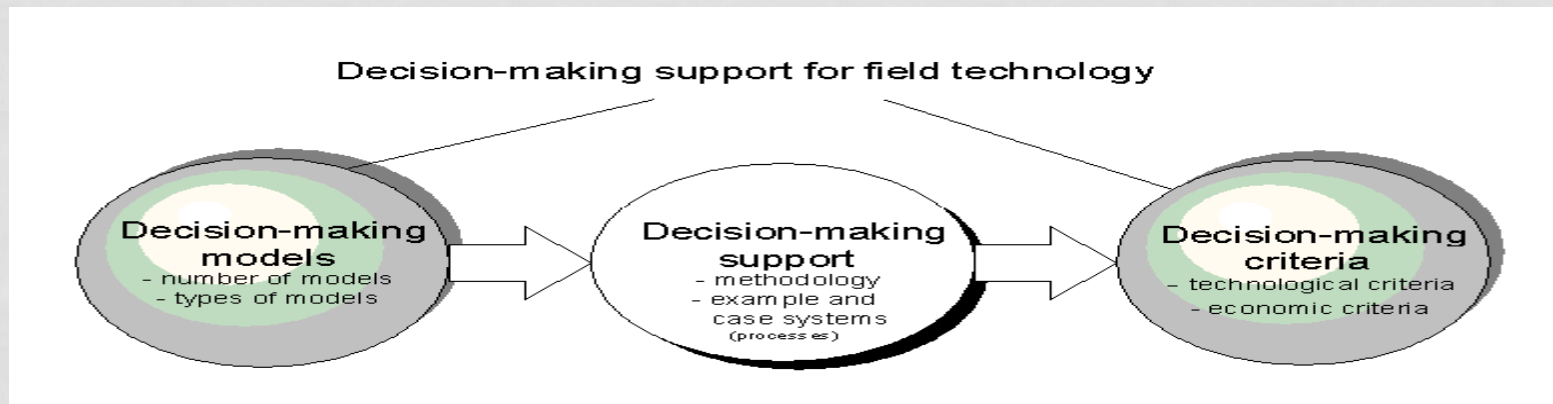 Decision-making support for field technology
Decision-making
models
- number of models
- types of models
Decision-making
support
- methodology
- example and
case systems
(processes)
Decision-making
criteria
- technological criteria
- economic criteria